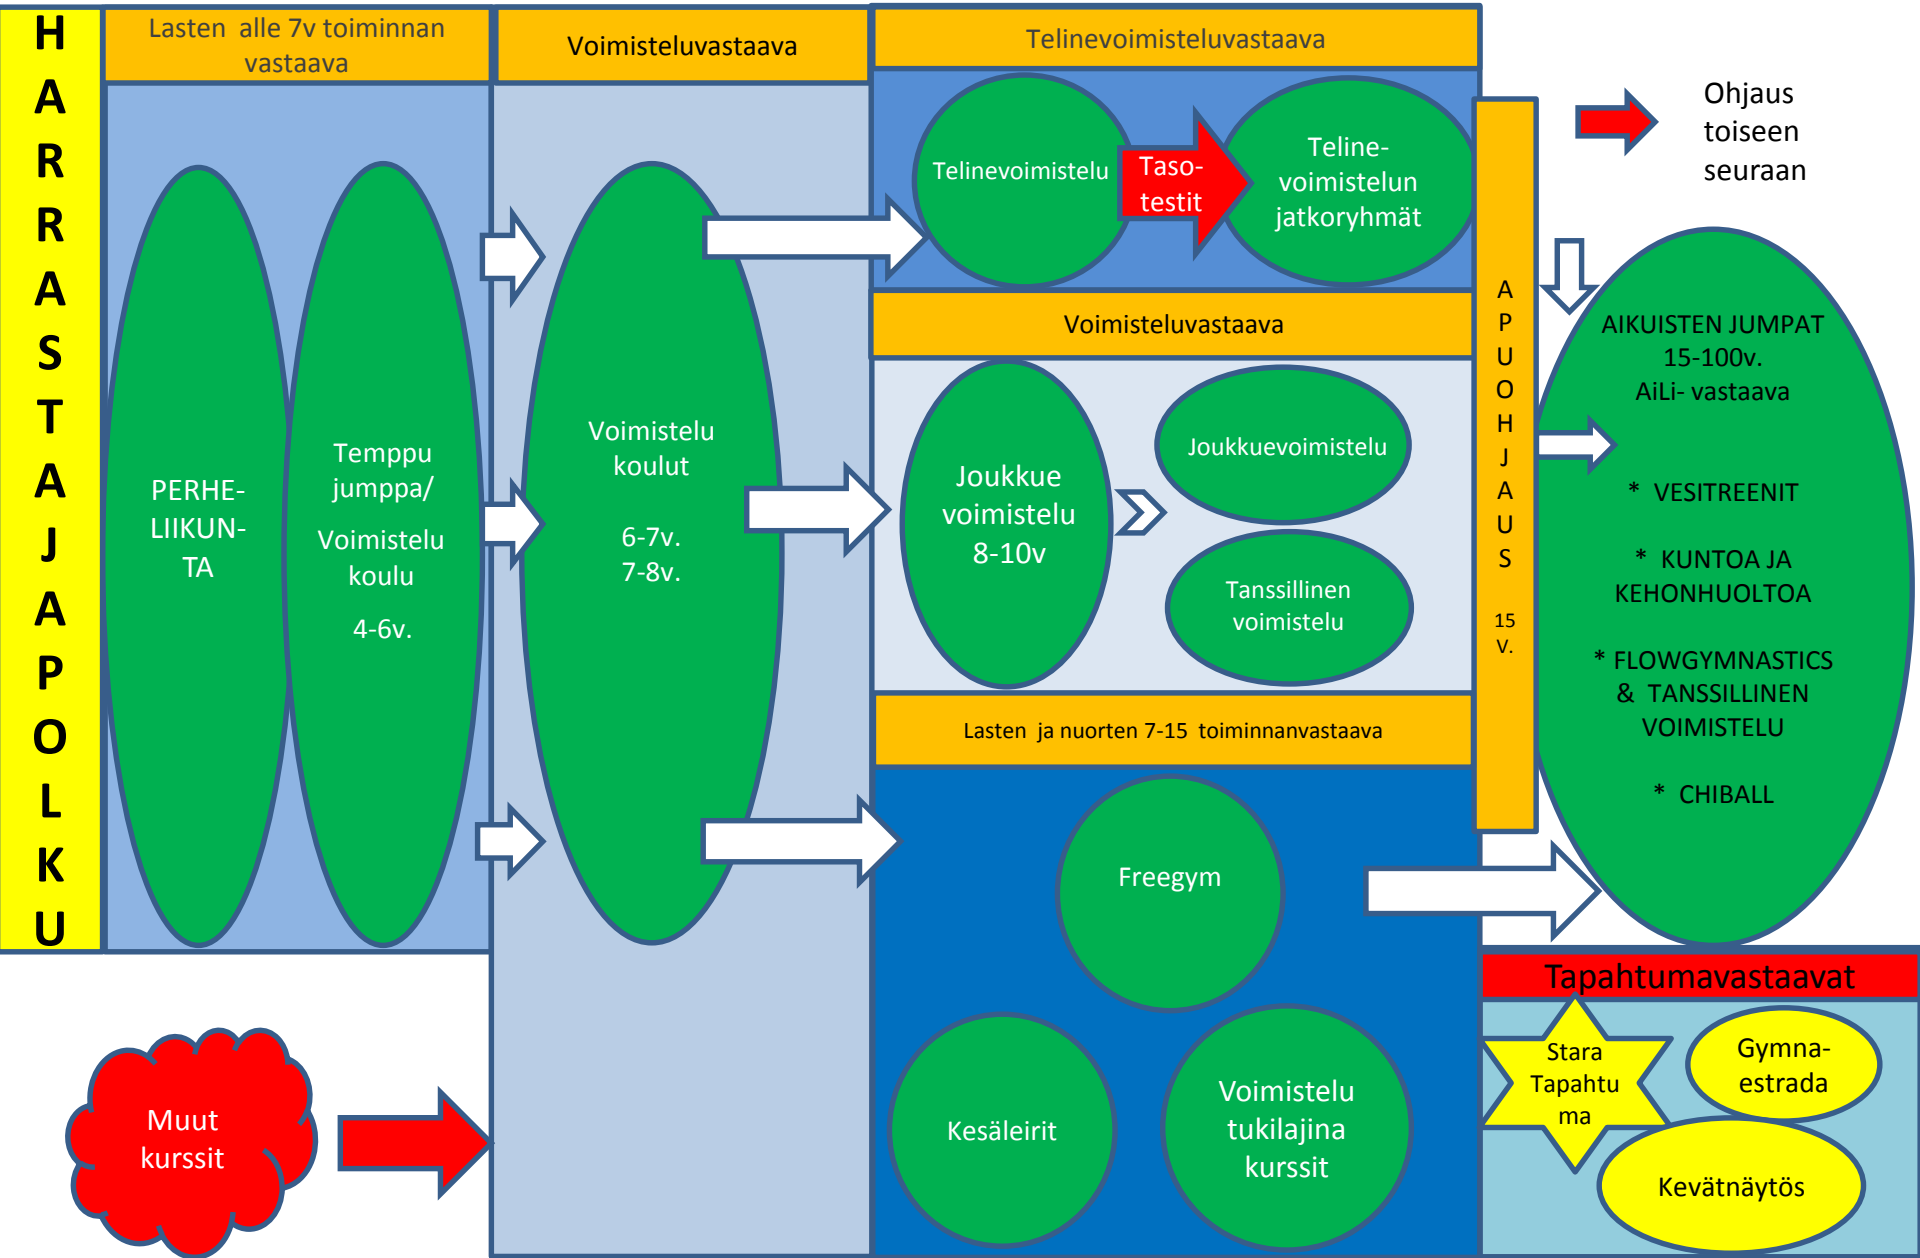 HARRASTAJAPOLKU
Lasten alle 7v toiminnan
vastaava
PERHE-
LIIKUN-
TA
Temppu
jumppa/
Voimistelu
koulu
4-6v.
Voimisteluvastaava
Voimistelu
koulut
6-7v.
7-8v.
Telinevoimisteluvastaava
Telinevoimistelu
Taso-
testit
Teline-
voimistelun
jatkoryhmät
Voimisteluvastaava
Joukkue
voimistelu
8-10v
Joukkuevoimistelu
Tanssillinen
voimistelu
Lasten ja nuorten 7-15 toiminnanvastaava
Freegym
Kesäleirit
Voimistelu
tukilajina
kurssit
APUOHJAUS
15
V.
Ohjaus
toiseen
seuraan
AIKUISTEN JUMPAT
15-100v.
AiLi- vastaava
* VESITREENIT
* KUNTOA JA
KEHONHUOLTOA
* FLOWGYMNASTICS
& TANSSILLINEN
VOIMISTELU
* CHIBALL
Muut
kurssit
Tapahtumavastaavat
Stara
Tapahtu
ma
Gymna-
estrada
Kevätnäytös